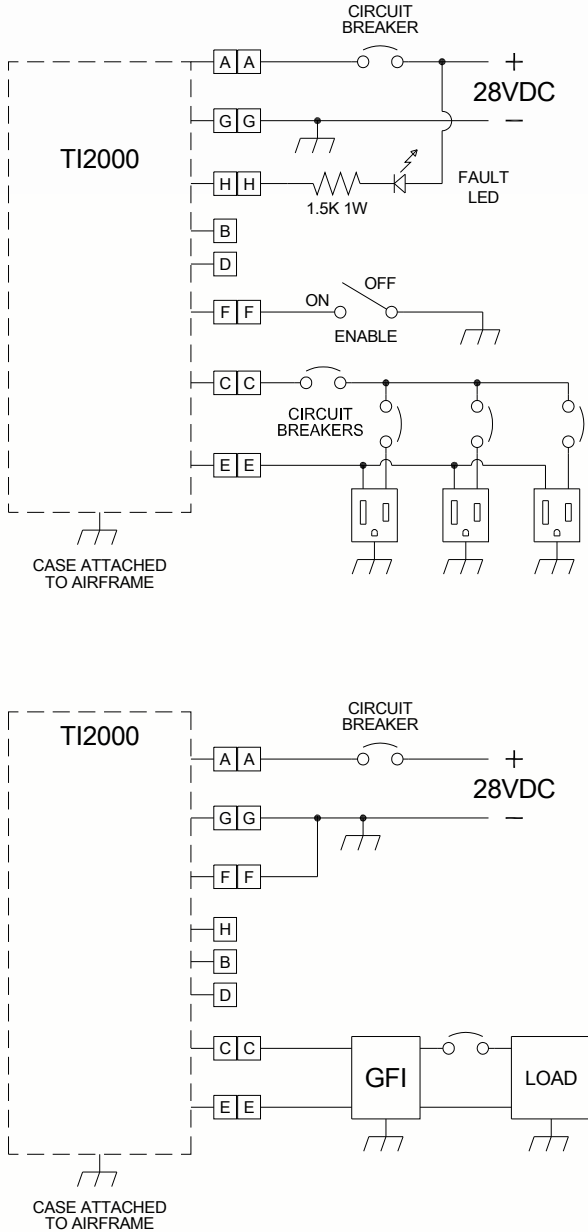 CIRCUIT
BREAKER
A A
+
28VDC
G G
−
TI2000
H H
1.5K 1W
FAULT
LED
B
D
F F
ON
OFF
ENABLE
C C
CIRCUIT
BREAKERS
E E
CASE ATTACHED
TO AIRFRAME
TI2000
CIRCUIT
BREAKER
A A
+
28VDC
G G
−
F F
H
B
D
C C
GFI
LOAD
E E
CASE ATTACHED
TO AIRFRAME